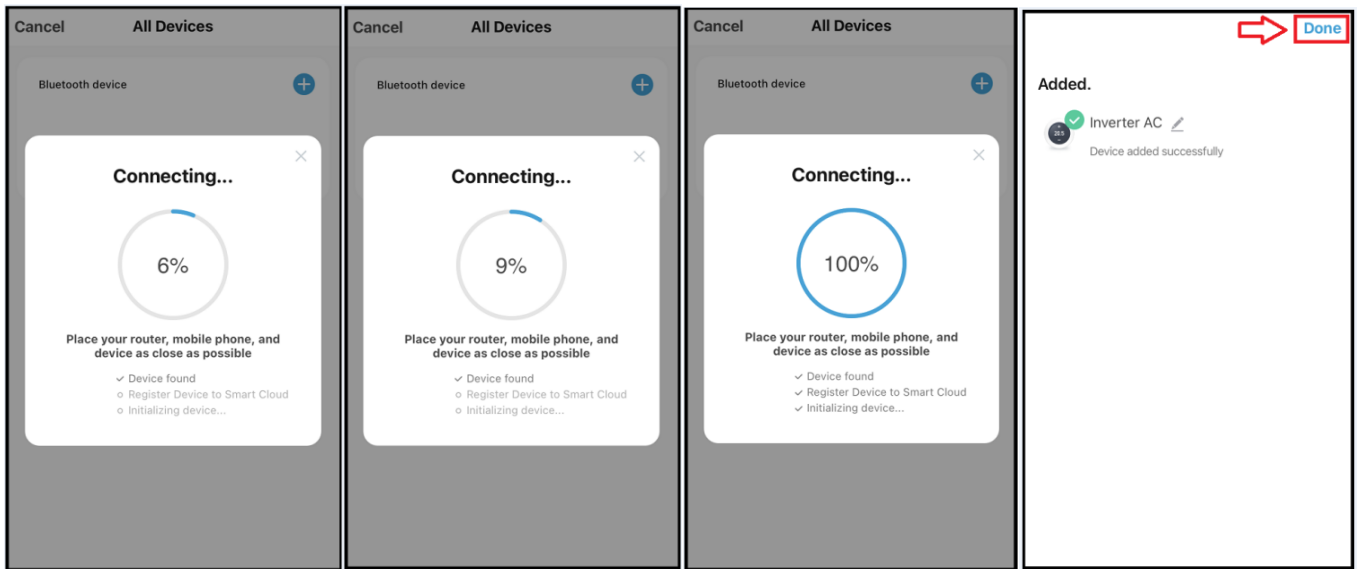 Cancel All Devices
Bluetooth device
Connecting...
6%
Place your router, mobile phone, and
device as close as possible
Device found
Register Device to Smart Cloud
Initializing device...
Cancel All Devices
Bluetooth device
Connecting...
9%
Place your router, mobile phone, and
device as close as possible
Device found
Register Device to Smart Cloud
Initializing device...
Cancel All Devices
Bluetooth device
Connecting...
100%
Place your router, mobile phone, and
device as close as possible
Device found
Register Device to Smart Cloud
Initializing device...
Done
Added.
Inverter AC
Device added successfully